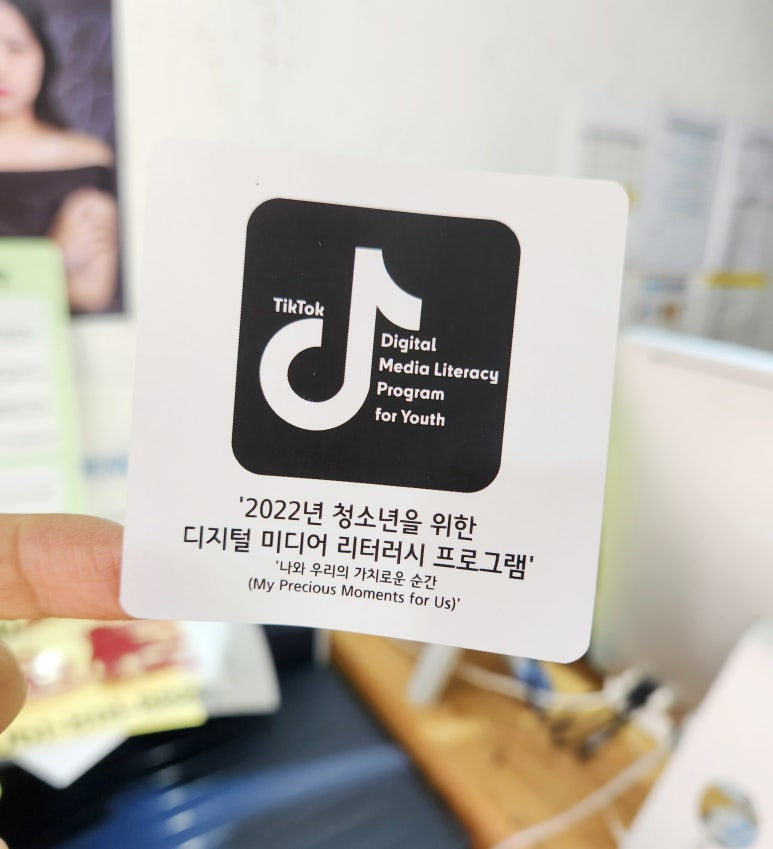 TikTok
Digital
Media Literacy
Program
for Youth
'2022년 청소년을 위한
디지털 미디어 리터러시 프로그램'
'나와 우리의 가치로운 순간
(My Precious Moments for Us)'